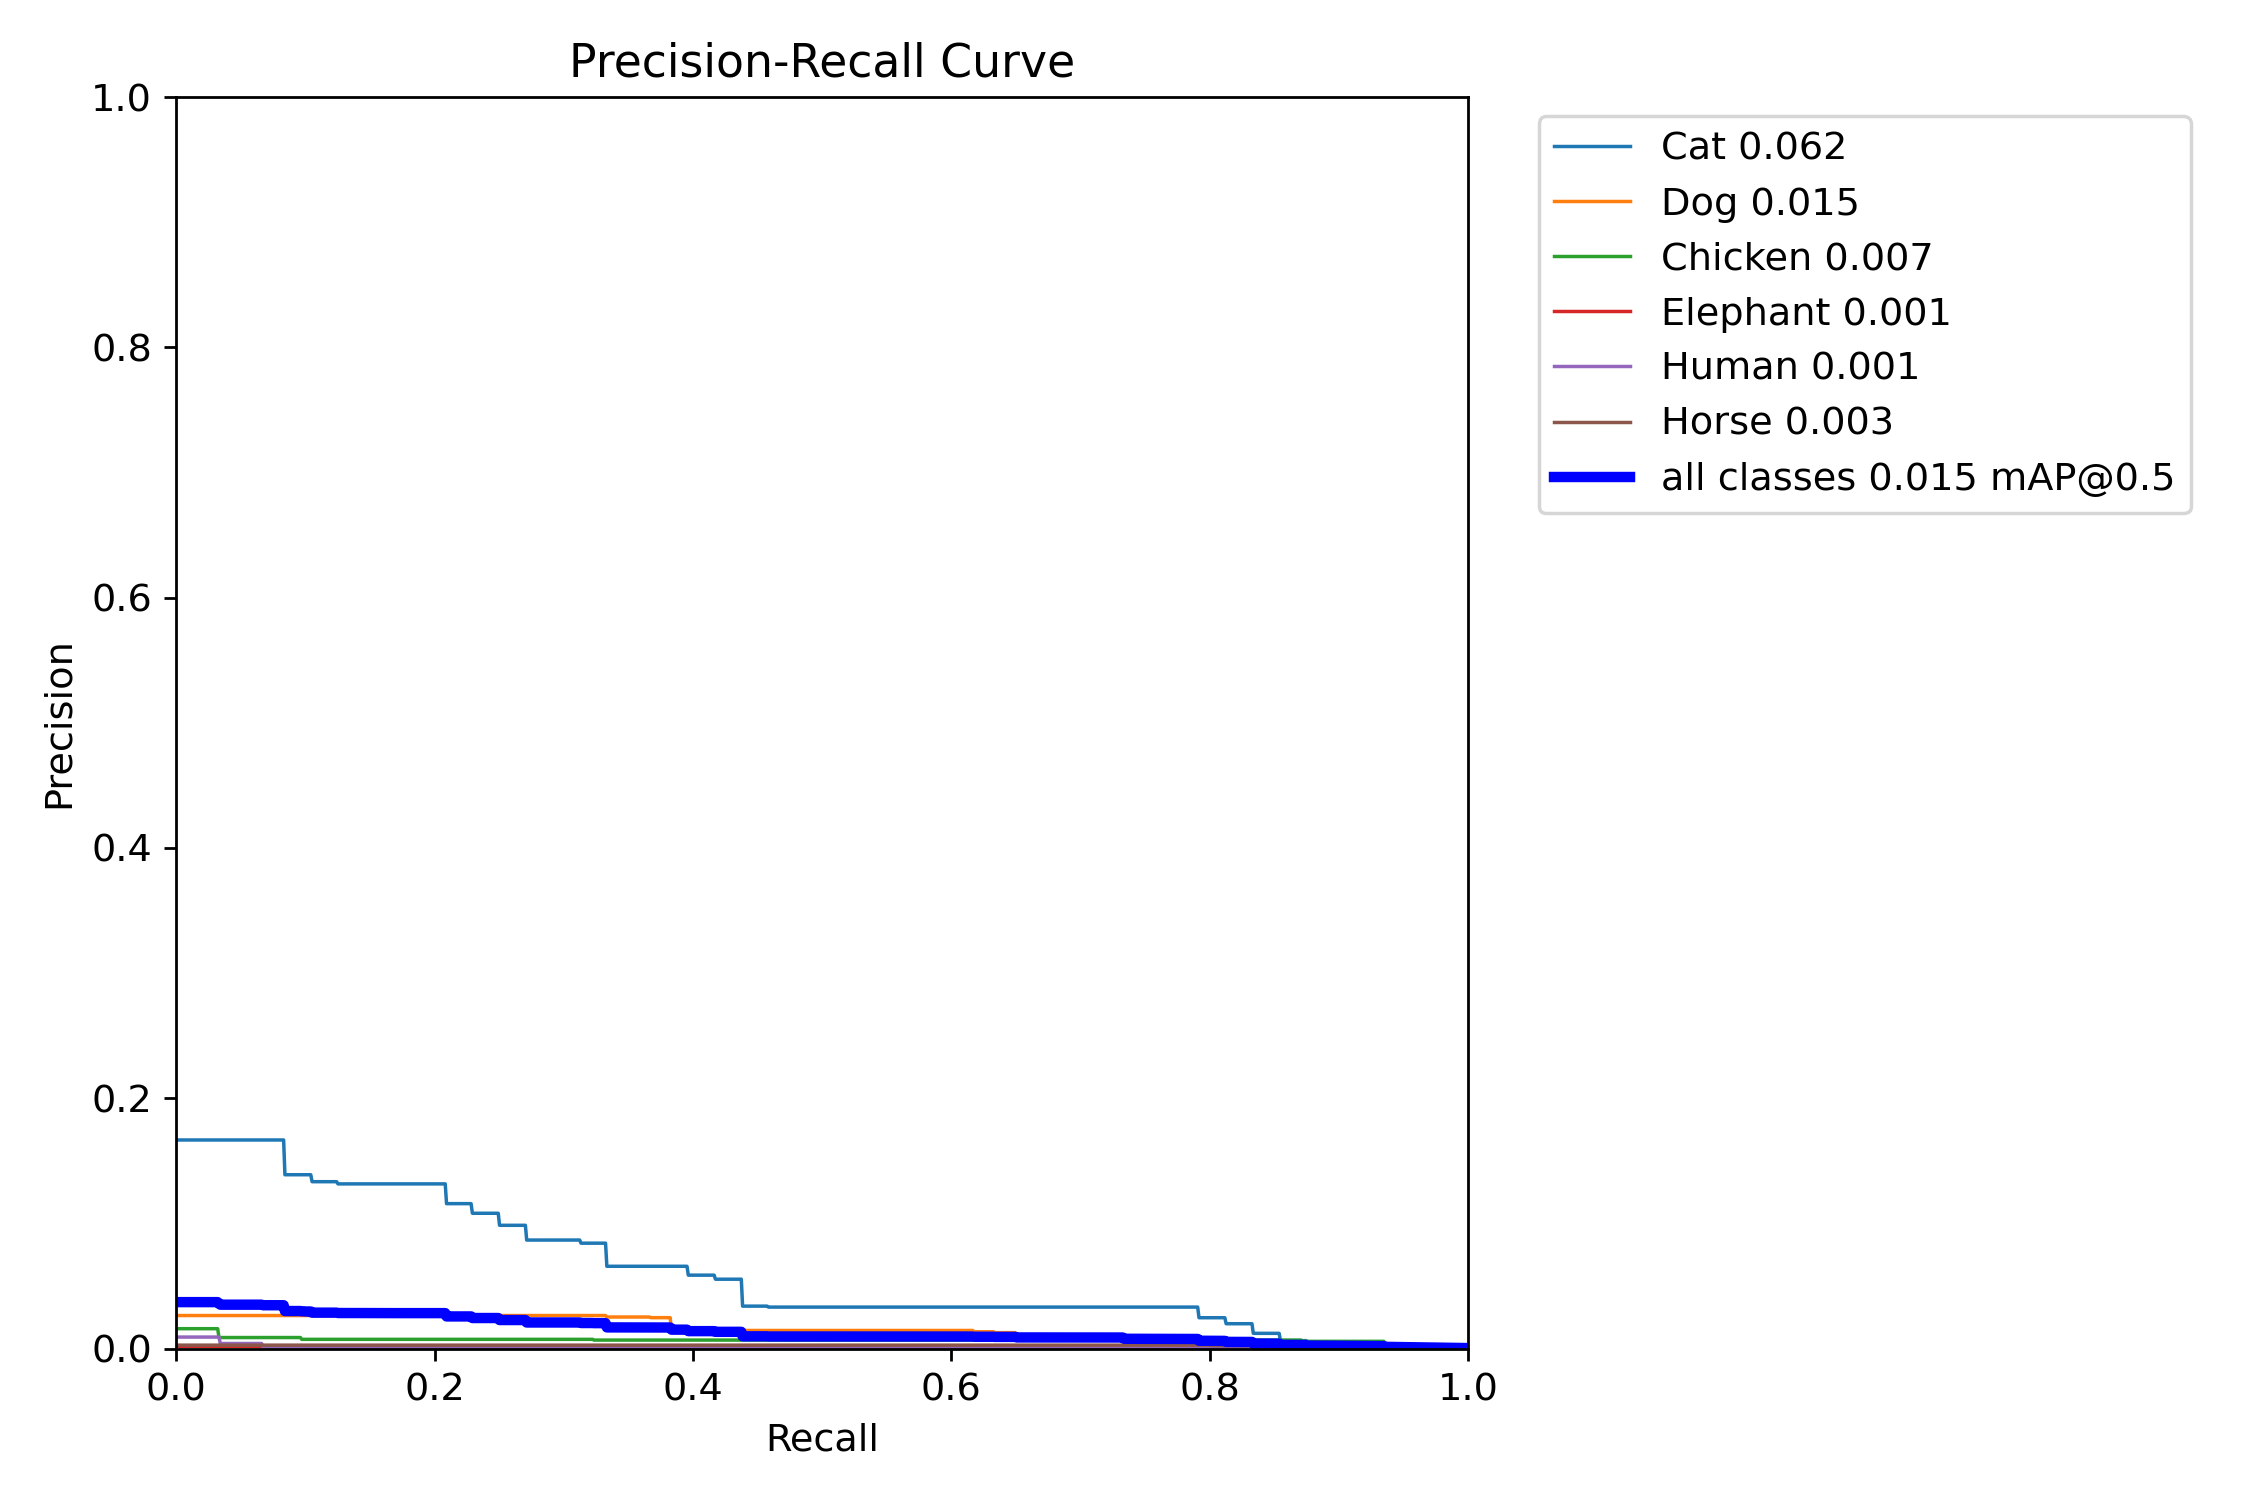 Precision-Recall Curve
1.0
0.8
0.6
0.4
0.2
0.0
Precision
0.0 0.2 0.4 0.6 0.8 1.0
Recall
Cat 0.062
Dog 0.015
Chicken 0.007
Elephant 0.001
Human 0.001
Horse 0.003
all classes 0.015 mAP@0.5